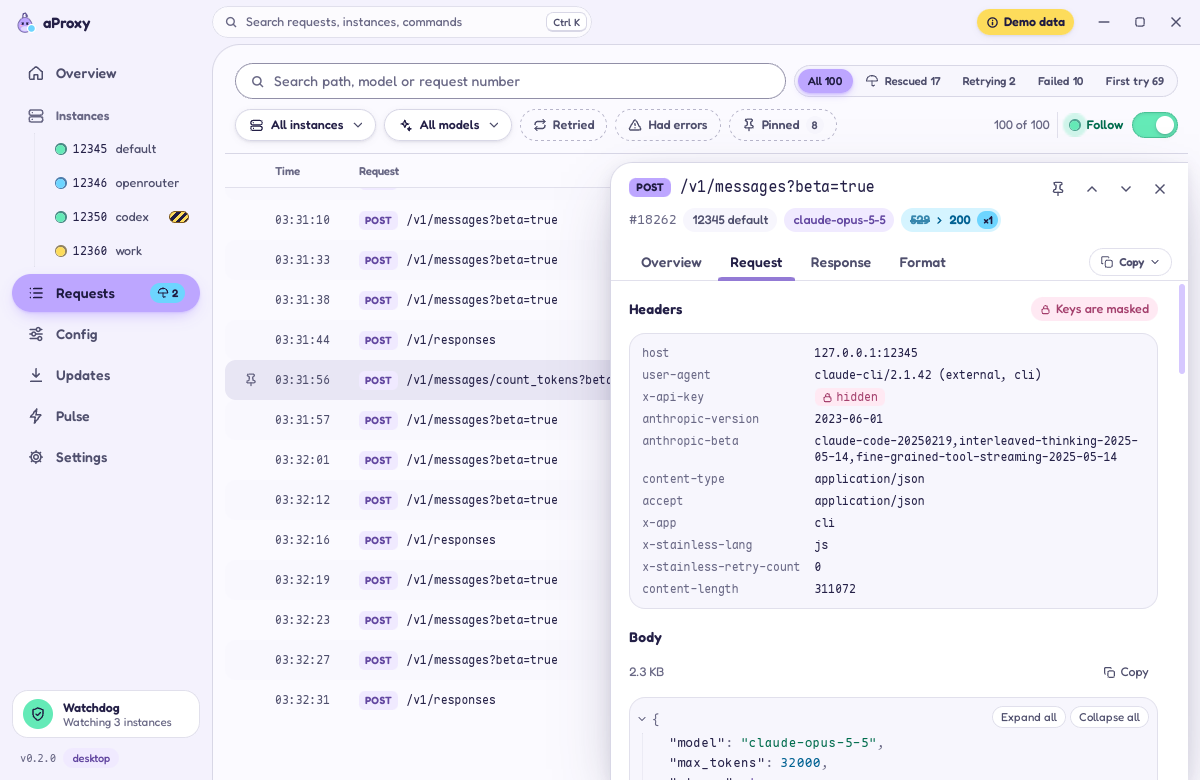 aProxy
Search requests, instances, commands
Ctrl K
Demo data
Overview
Instances
12345 default
12346 openrouter
12350 codex
12360 work
Requests
2
Config
Updates
Pulse
Settings
Watchdog
Watching 3 instances
v0.2.0
desktop
Search path, model or request number
All 100
Rescued 17
Retrying 2
Failed 10
First try 69
All instances
All models
Retried
Had errors
Pinned 8
100 of 100
Follow
Time Request
03:31:10 POST /v1/messages?beta=true
03:31:33 POST /v1/messages?beta=true
03:31:38 POST /v1/messages?beta=true
03:31:44 POST /v1/responses
03:31:56 POST /v1/messages/count_tokens?beta
03:31:57 POST /v1/messages?beta=true
03:32:01 POST /v1/messages?beta=true
03:32:12 POST /v1/messages?beta=true
03:32:16 POST /v1/responses
03:32:19 POST /v1/messages?beta=true
03:32:23 POST /v1/messages?beta=true
03:32:27 POST /v1/messages?beta=true
03:32:31 POST /v1/responses
POST /v1/messages?beta=true
#18262 12345 default claude-opus-5-5 529 › 200 x1
Overview Request Response Format
Copy
Headers
Keys are masked
host 127.0.0.1:12345
user-agent claude-cli/2.1.42 (external, cli)
x-api-key hidden
anthropic-version 2023-06-01
anthropic-beta claude-code-20250219,interleaved-thinking-2025-
05-14,fine-grained-tool-streaming-2025-05-14
content-type application/json
accept application/json
x-app cli
x-stainless-lang js
x-stainless-retry-count 0
content-length 311072
Body
2.3 KB
Copy
{
Expand all
Collapse all
"model": "claude-opus-5-5",
"max_tokens": 32000,